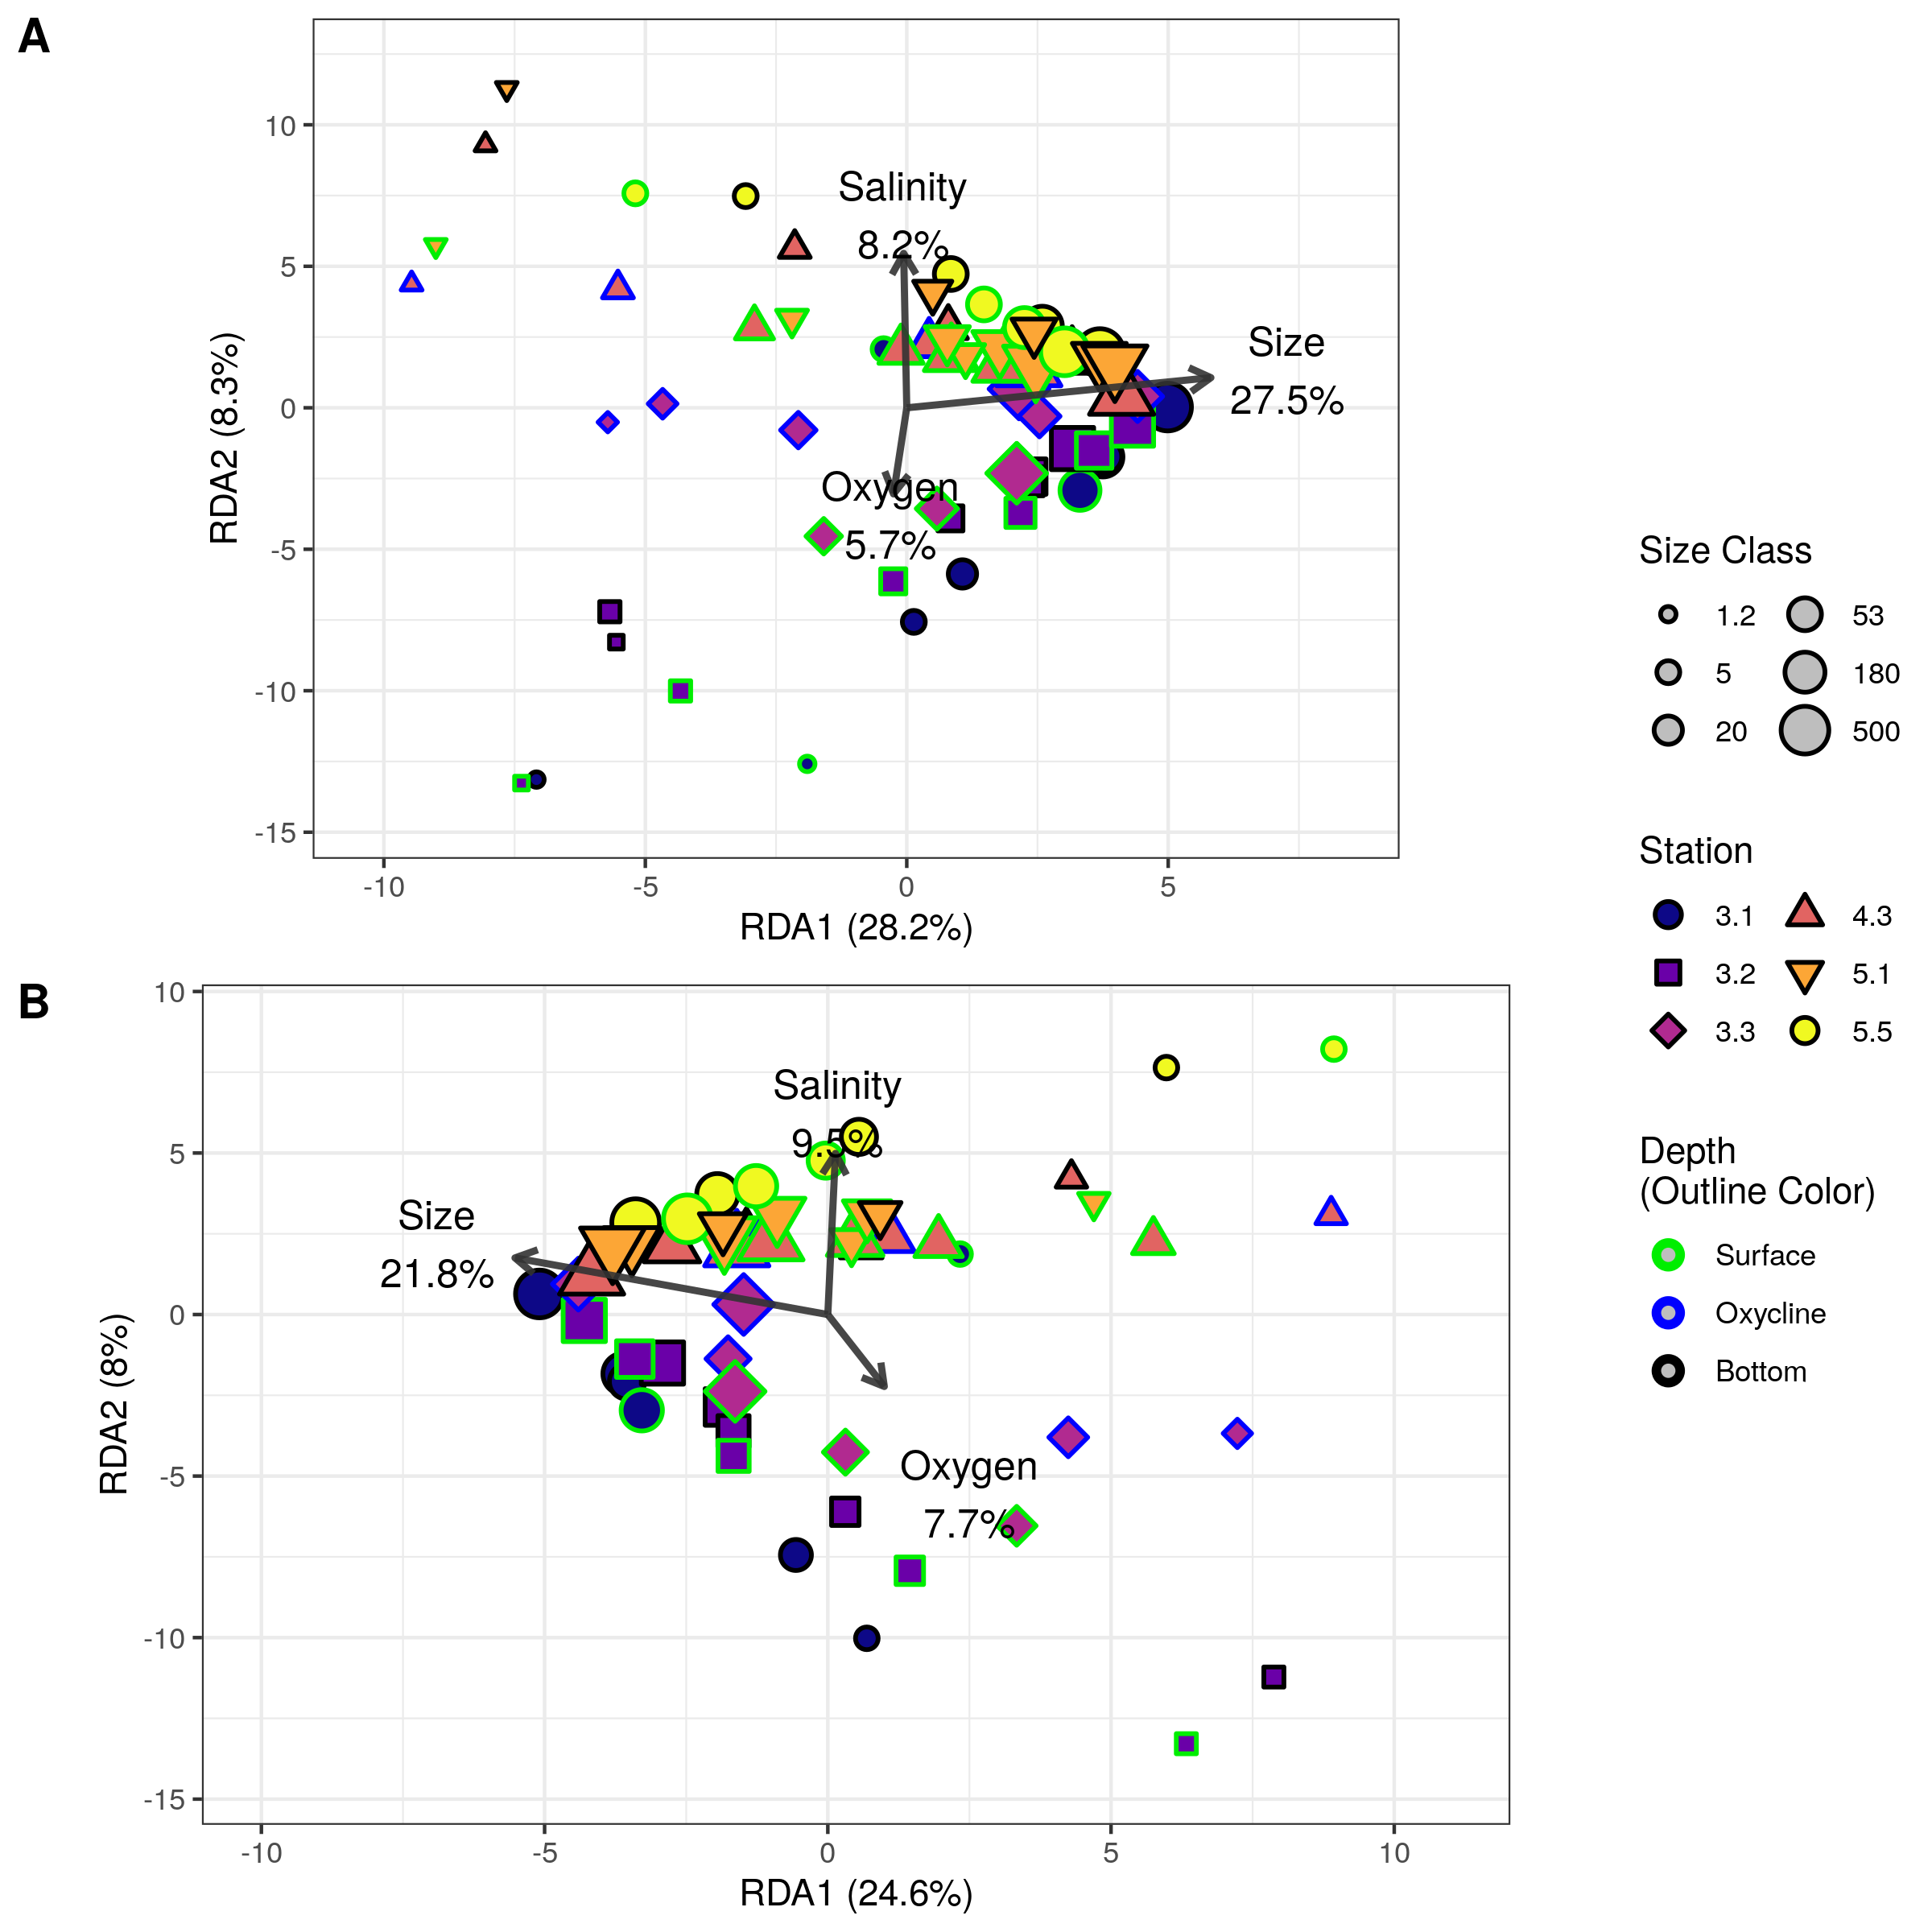 A
10
5
0
-5
-10
-15
RDA2 (8.3%)
Salinity
8.2%
Size
27.5%
Oxygen
5.7%
-10
-5
0
5
RDA1 (28.2%)
B
10
5
0
-5
-10
-15
RDA2 (8%)
Salinity
9.5%
Size
21.8%
Oxygen
7.7%
-10
-5
0
5
10
RDA1 (24.6%)
Size Class
1.2
53
5
180
20
500
Station
3.1
4.3
3.2
5.1
3.3
5.5
Depth
(Outline Color)
Surface
Oxycline
Bottom